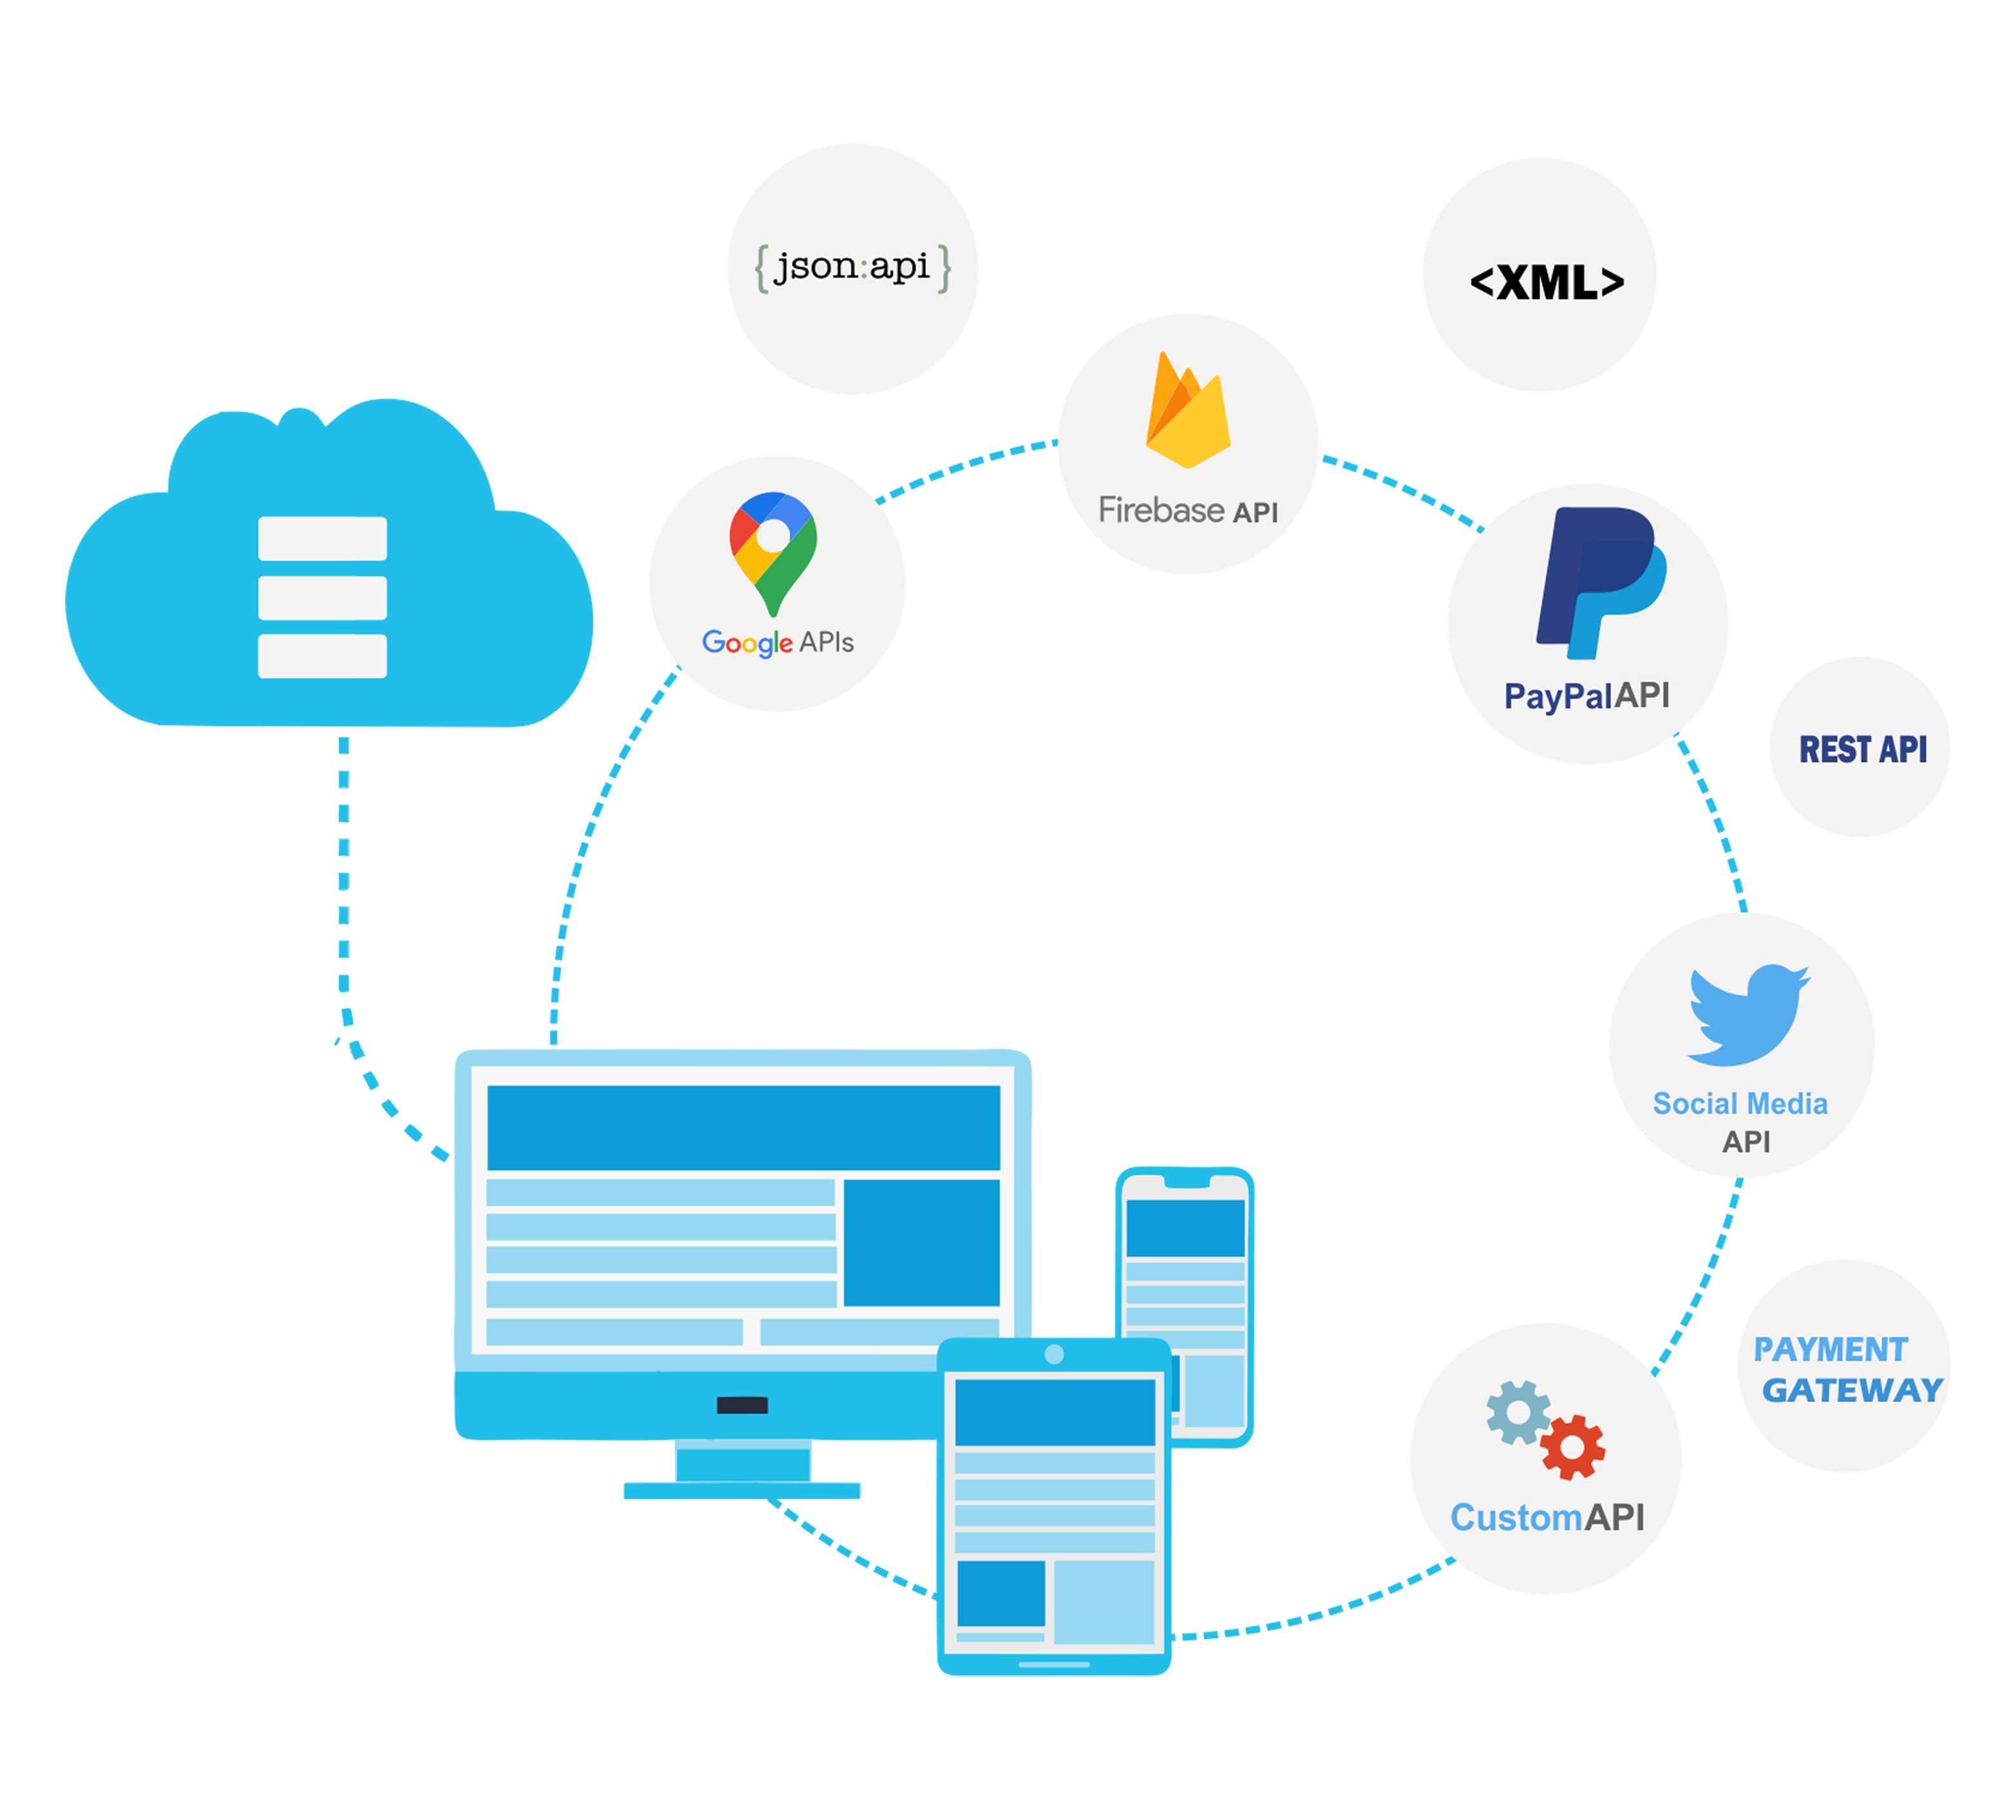 {json:api}
<XML>
Firebase API
Google APIs
PayPalAPI
REST API
Social Media
API
PAYMENT
GATEWAY
CustomAPI